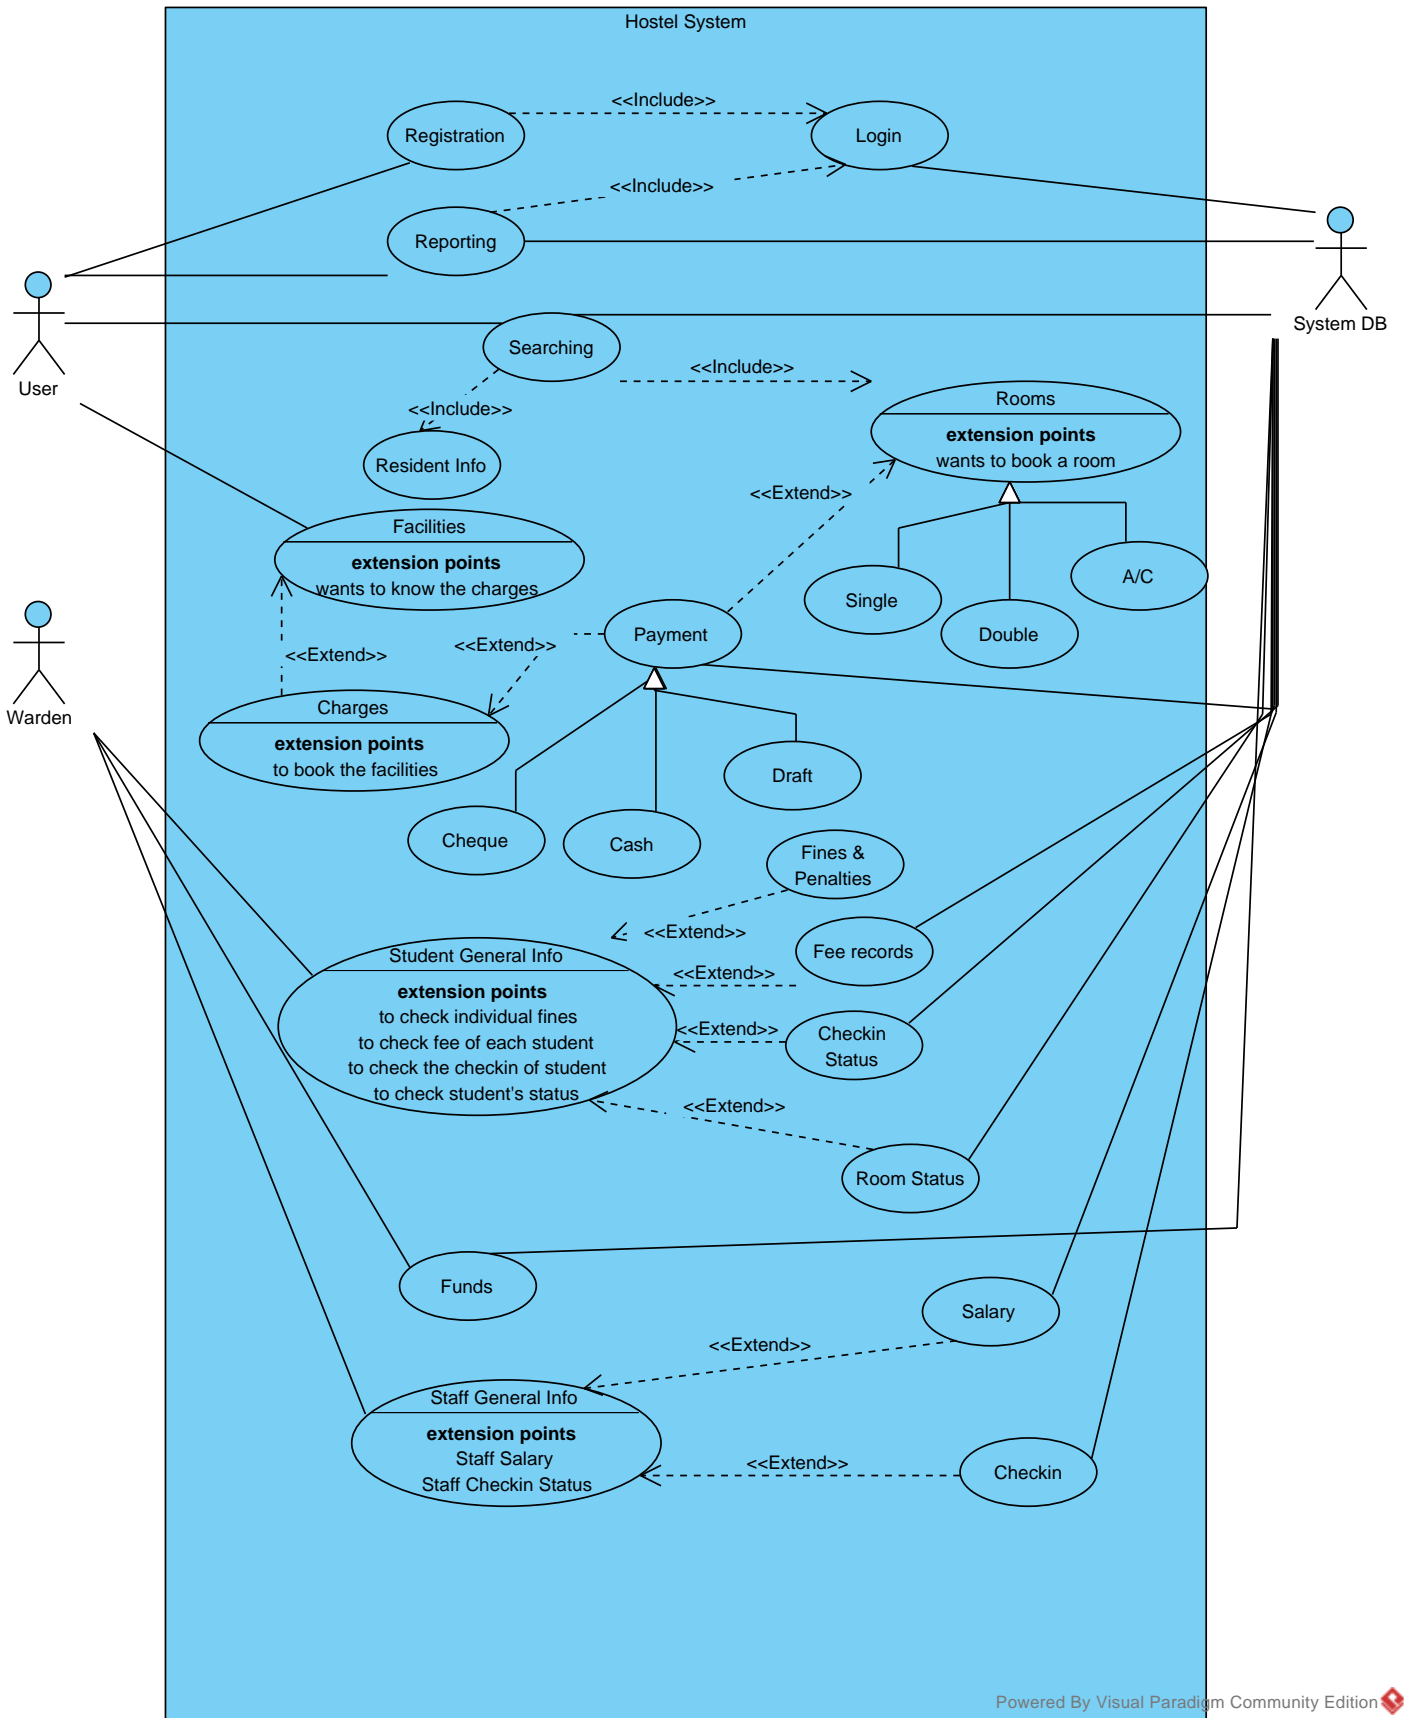 Hostel System
<<Include>>
Registration
Login
<<Include>>
Reporting
System DB
Searching
<<Include>>
User
Rooms
<<Include>>
extension points
wants to book a room
Resident Info
<<Extend>>
Facilities
extension points
wants to know the charges
A/C
Single
Double
Payment
<<Extend>>
<<Extend>>
Warden
Charges
extension points
to book the facilities
Draft
Cheque
Cash
Fines &
Penalties
<<Extend>>
Fee records
Student General Info
<<Extend>>
extension points
to check individual fines
to check fee of each student
to check the checkin of student
to check student's status
<<Extend>>
Checkin
Status
<<Extend>>
Room Status
Funds
Salary
<<Extend>>
Staff General Info
extension points
Staff Salary
Staff Checkin Status
<<Extend>>
Checkin
Powered By Visual Paradigm Community Edition